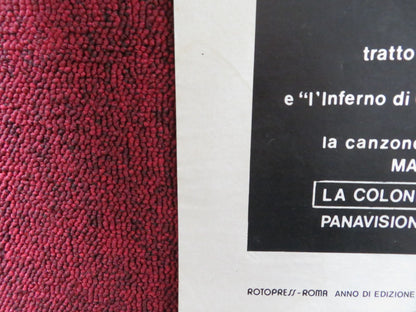 tratto
e "l'Inferno di
la canzone
MA
LA COLON
PANAVISION
ROTOPRESS-ROMA ANNO DI EDIZIONE